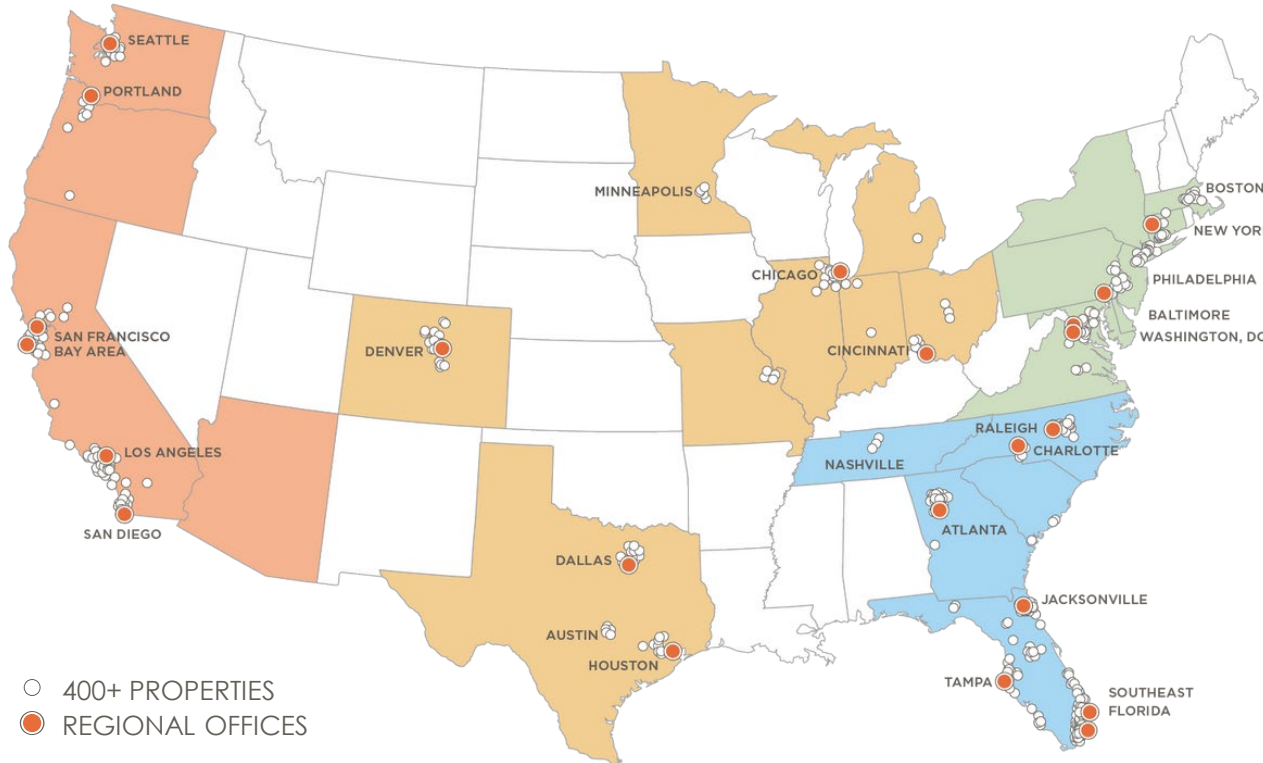 SEATTLE
PORTLAND
SAN FRANCISCO
BAY AREA
LOS ANGELES
SAN DIEGO
DENVER
MINNEAPOLIS
CHICAGO
CINCINNATI
DALLAS
AUSTIN
HOUSTON
NASHVILLE
RALEIGH
CHARLOTTE
ATLANTA
JACKSONVILLE
TAMPA
SOUTHEAST
FLORIDA
BOSTON
NEW YORK
PHILADELPHIA
BALTIMORE
WASHINGTON, DC
400+ PROPERTIES
REGIONAL OFFICES